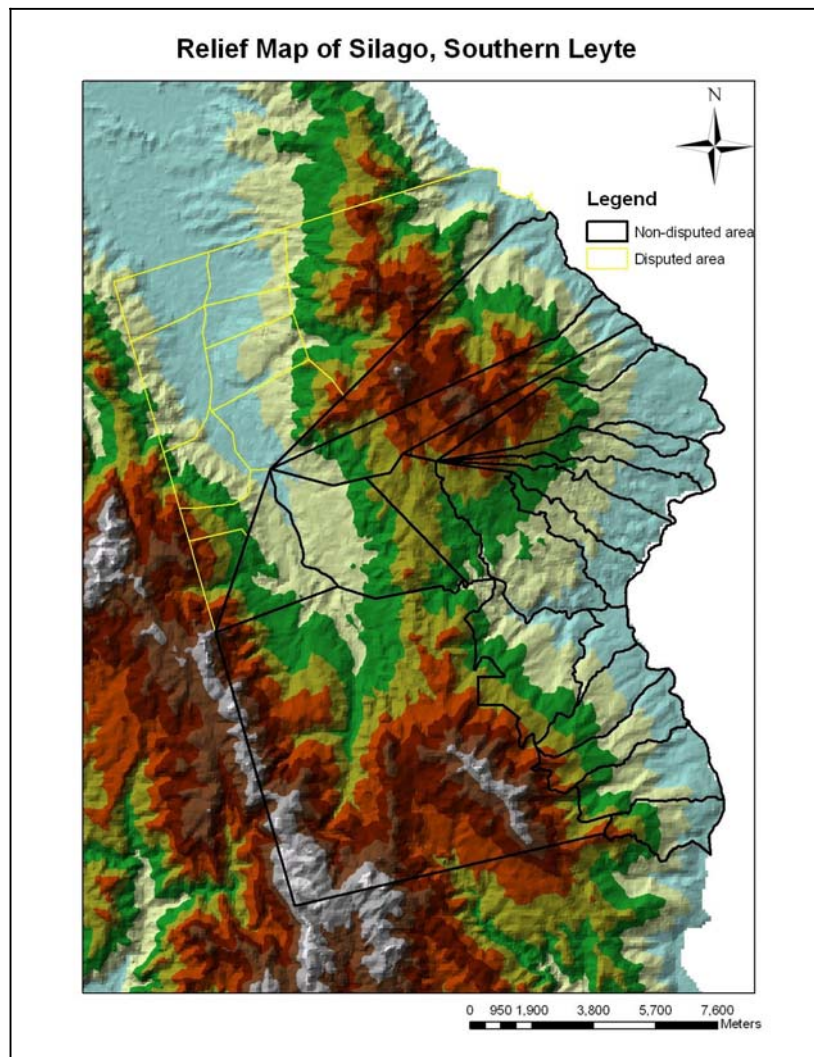 Relief Map of Silago, Southern Leyte
N
Legend
Non-disputed area
Disputed area
0 950 1,900 3,800 5,700 7,600
Meters